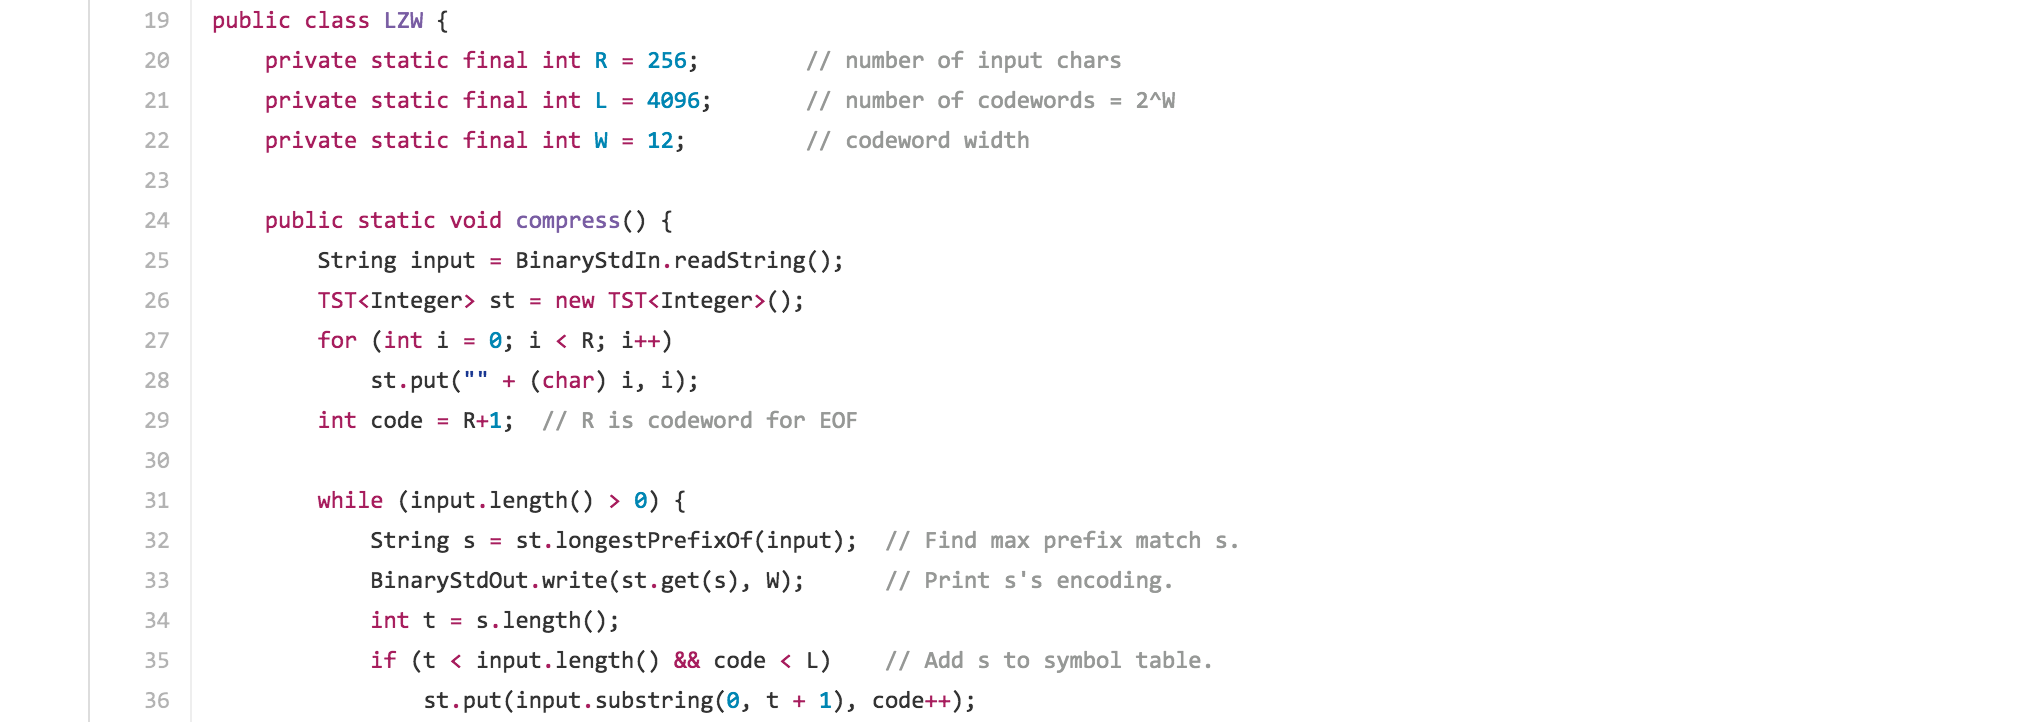 19 public class LZW {
20     private static final int R = 256;        // number of input chars
21     private static final int L = 4096;       // number of codewords = 2^W
22     private static final int W = 12;         // codeword width
23
24     public static void compress() {
25         String input = BinaryStdIn.readString();
26         TST<Integer> st = new TST<Integer>();
27         for (int i = 0; i < R; i++)
28             st.put("" + (char) i, i);
29         int code = R+1;  // R is codeword for EOF
30
31         while (input.length() > 0) {
32             String s = st.longestPrefixOf(input);  // Find max prefix match s.
33             BinaryStdOut.write(st.get(s), W);      // Print s's encoding.
34             int t = s.length();
35             if (t < input.length() && code < L)    // Add s to symbol table.
36                 st.put(input.substring(0, t + 1), code++);